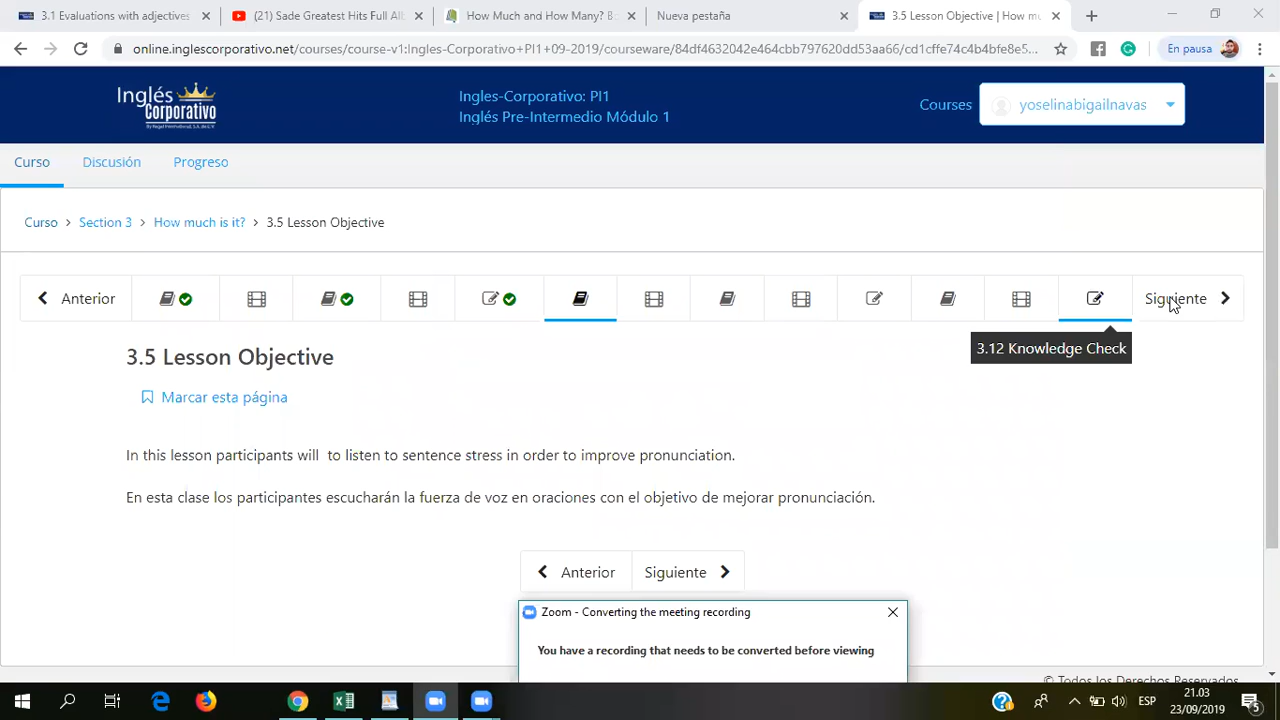 3.1 Evaluations with adjectives
(21) Sade Greatest Hits Full Alb
How Much and How Many?
Nueva pestaña
3.5 Lesson Objective | How mu
online.inglescorporativo.net/courses/course-v1:Ingles-Corporativo+PI1+09-2019/courseware/84df4632042e464cbb797620dd53aa66/cd1cffe74c4b4bfe8e5...
En pausa
Inglés
Corporativo
By Regal International, S.A. de C.V.
Ingles-Corporativo: PI1
Inglés Pre-Intermedio Módulo 1
Courses
yoselinabigailnavas
Curso
Discusión
Progreso
Curso > Section 3 > How much is it? > 3.5 Lesson Objective
Anterior
Siguiente
3.12 Knowledge Check
3.5 Lesson Objective
Marcar esta página
In this lesson participants will to listen to sentence stress in order to improve pronunciation.
En esta clase los participantes escucharán la fuerza de voz en oraciones con el objetivo de mejorar pronunciación.
Anterior
Siguiente
Zoom - Converting the meeting recording
You have a recording that needs to be converted before viewing
© Todos los Derechos Reservados
ESP
21.03
23/09/2019
5